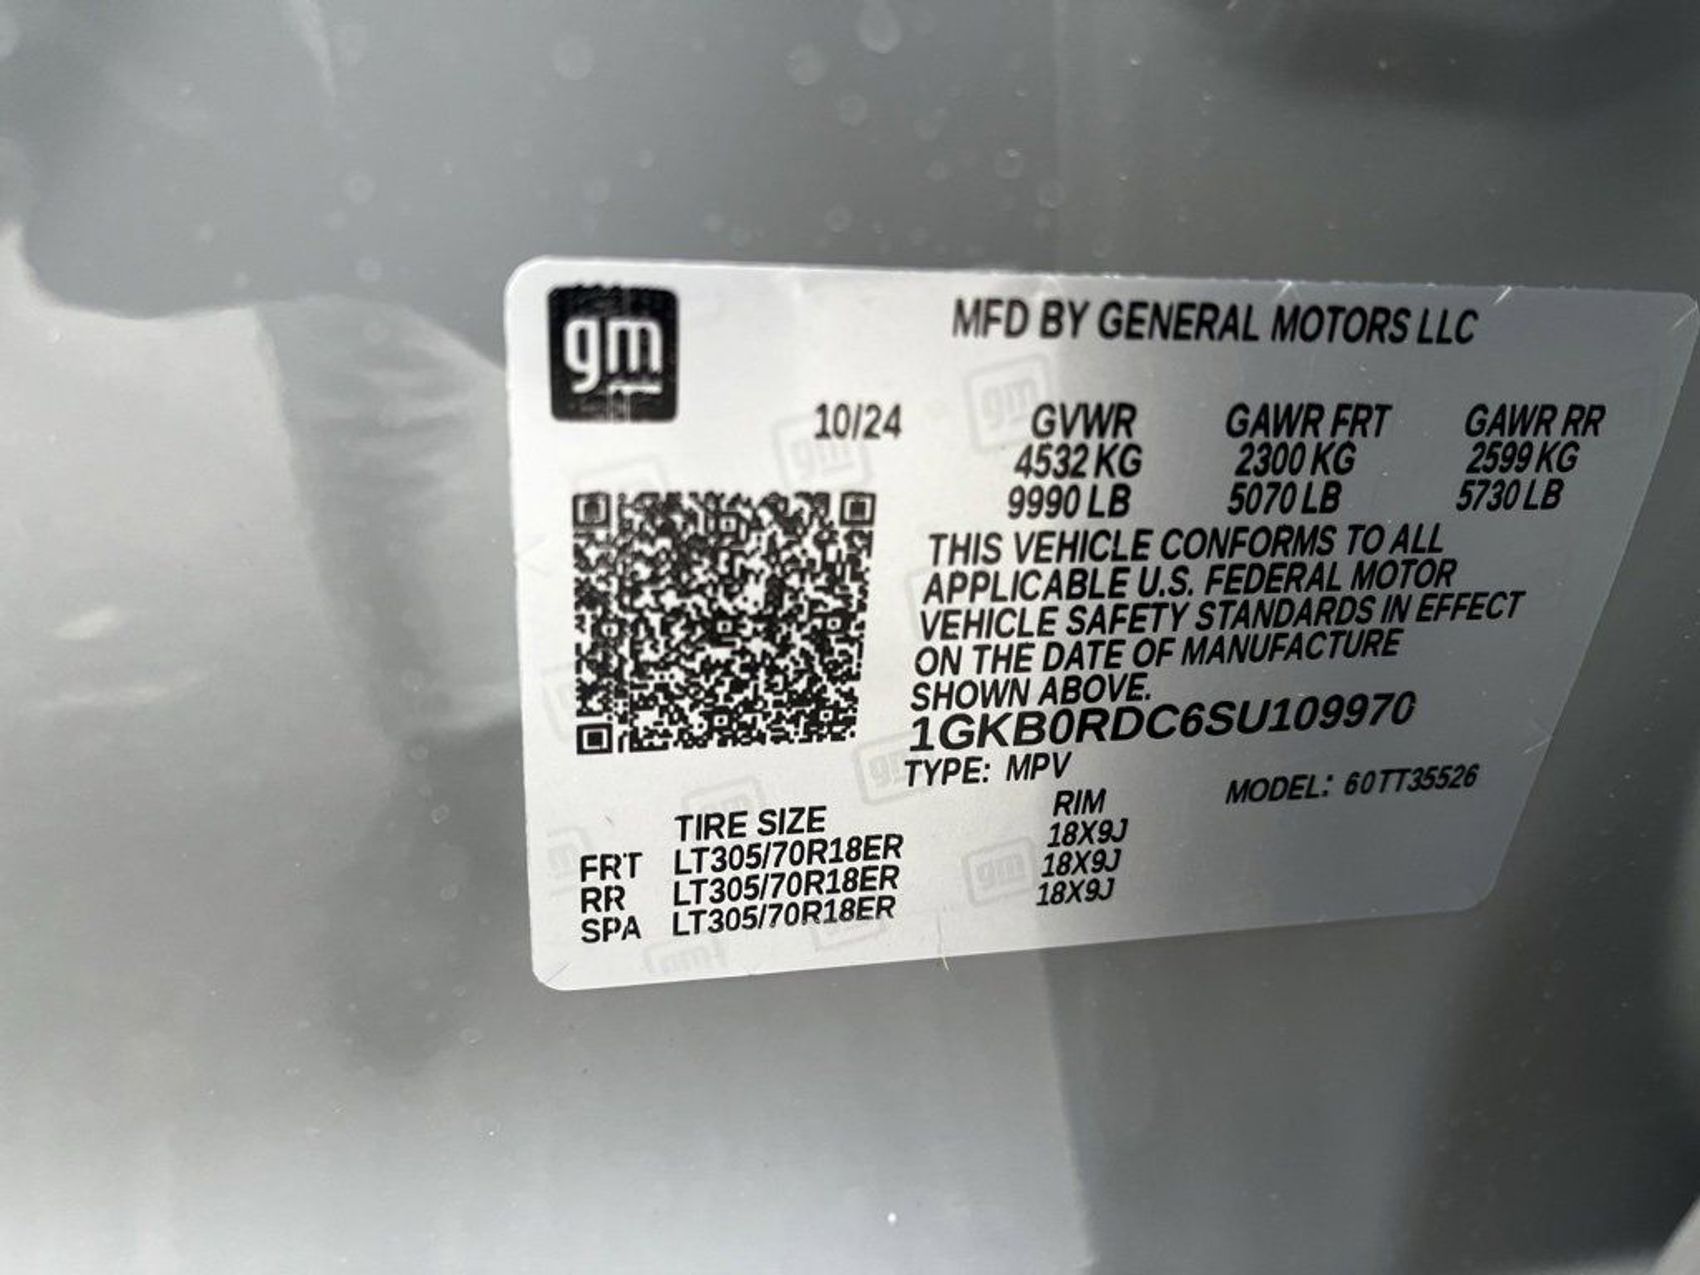 gm
MFD BY GENERAL MOTORS LLC
10/24 GVWR GAWR FRT GAWR RR
4532 KG 2300 KG 2599 KG
9990 LB 5070 LB 5730 LB
THIS VEHICLE CONFORMS TO ALL
APPLICABLE U.S. FEDERAL MOTOR
VEHICLE SAFETY STANDARDS IN EFFECT
ON THE DATE OF MANUFACTURE
SHOWN ABOVE.
1GKB0RDC6SU109970
TYPE: MPV MODEL: 60TT35526
TIRE SIZE RIM
FRT LT305/70R18ER 18X9J
RR LT305/70R18ER 18X9J
SPA LT305/70R18ER 18X9J